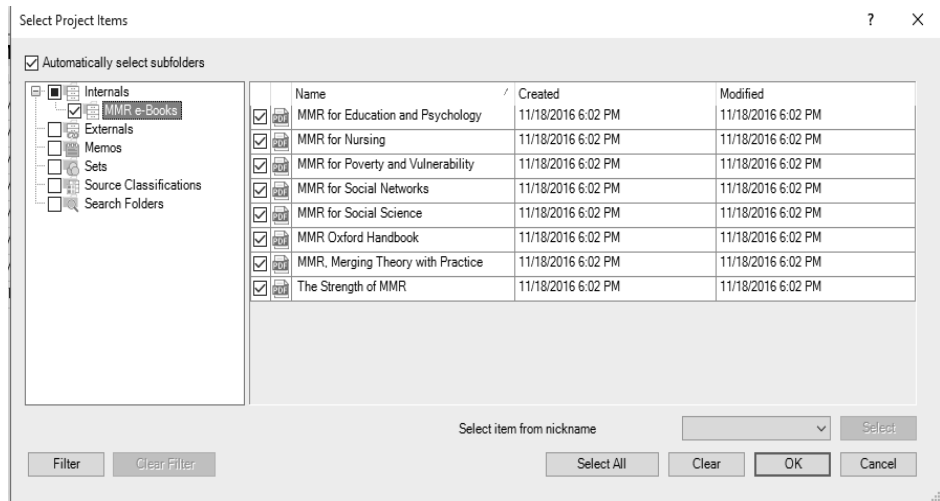 Select Project Items
? X
Automatically select subfolders
Internals
MMR e-Books
Externals
Memos
Sets
Source Classifications
Search Folders
Name / Created Modified
PDF MMR for Education and Psychology 11/18/2016 6:02 PM 11/18/2016 6:02 PM
PDF MMR for Nursing 11/18/2016 6:02 PM 11/18/2016 6:02 PM
PDF MMR for Poverty and Vulnerability 11/18/2016 6:02 PM 11/18/2016 6:02 PM
PDF MMR for Social Networks 11/18/2016 6:02 PM 11/18/2016 6:02 PM
PDF MMR for Social Science 11/18/2016 6:02 PM 11/18/2016 6:02 PM
PDF MMR Oxford Handbook 11/18/2016 6:02 PM 11/18/2016 6:02 PM
PDF MMR, Merging Theory with Practice 11/18/2016 6:02 PM 11/18/2016 6:02 PM
PDF The Strength of MMR 11/18/2016 6:02 PM 11/18/2016 6:02 PM
Select item from nickname Select
Filter Clear Filter Select All Clear OK Cancel